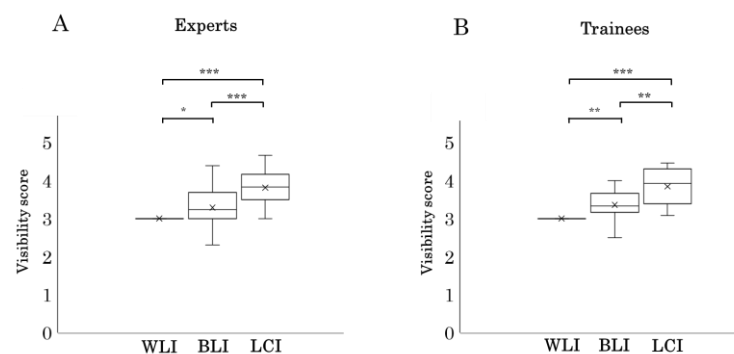 A
Experts
***
***
*
5
4
3
2
1
0
Visibility score
WLI BLI LCI
B
Trainees
***
**
**
5
4
3
2
1
0
Visibility score
WLI BLI LCI